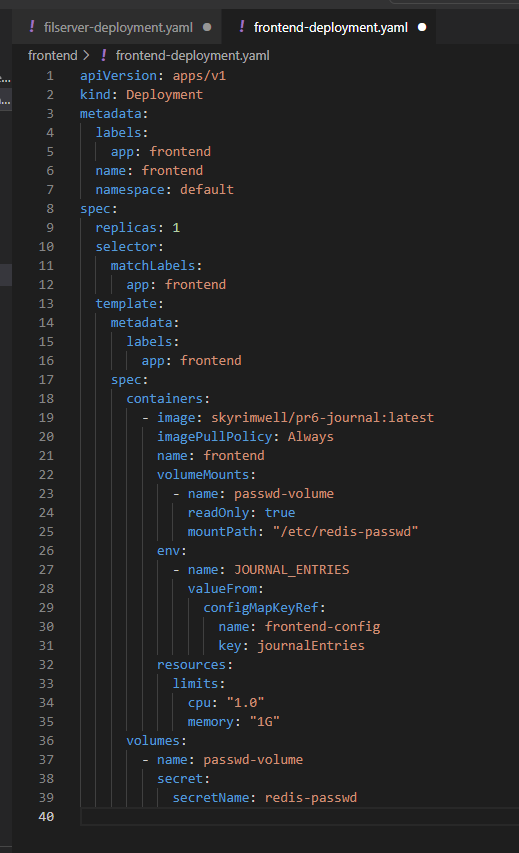 filserver-deployment.yaml
frontend-deployment.yaml
frontend > ! frontend-deployment.yaml
1 apiVersion: apps/v1
2 kind: Deployment
3 metadata:
4   labels:
5     app: frontend
6   name: frontend
7   namespace: default
8 spec:
9   replicas: 1
10   selector:
11     matchLabels:
12       app: frontend
13   template:
14     metadata:
15       labels:
16         app: frontend
17     spec:
18       containers:
19         - image: skyrimwell/pr6-journal:latest
20           imagePullPolicy: Always
21           name: frontend
22           volumeMounts:
23             - name: passwd-volume
24               readOnly: true
25               mountPath: "/etc/redis-passwd"
26           env:
27             - name: JOURNAL_ENTRIES
28               valueFrom:
29                 configMapKeyRef:
30                   name: frontend-config
31                   key: journalEntries
32           resources:
33             limits:
34               cpu: "1.0"
35               memory: "1G"
36       volumes:
37         - name: passwd-volume
38           secret:
39             secretName: redis-passwd
40